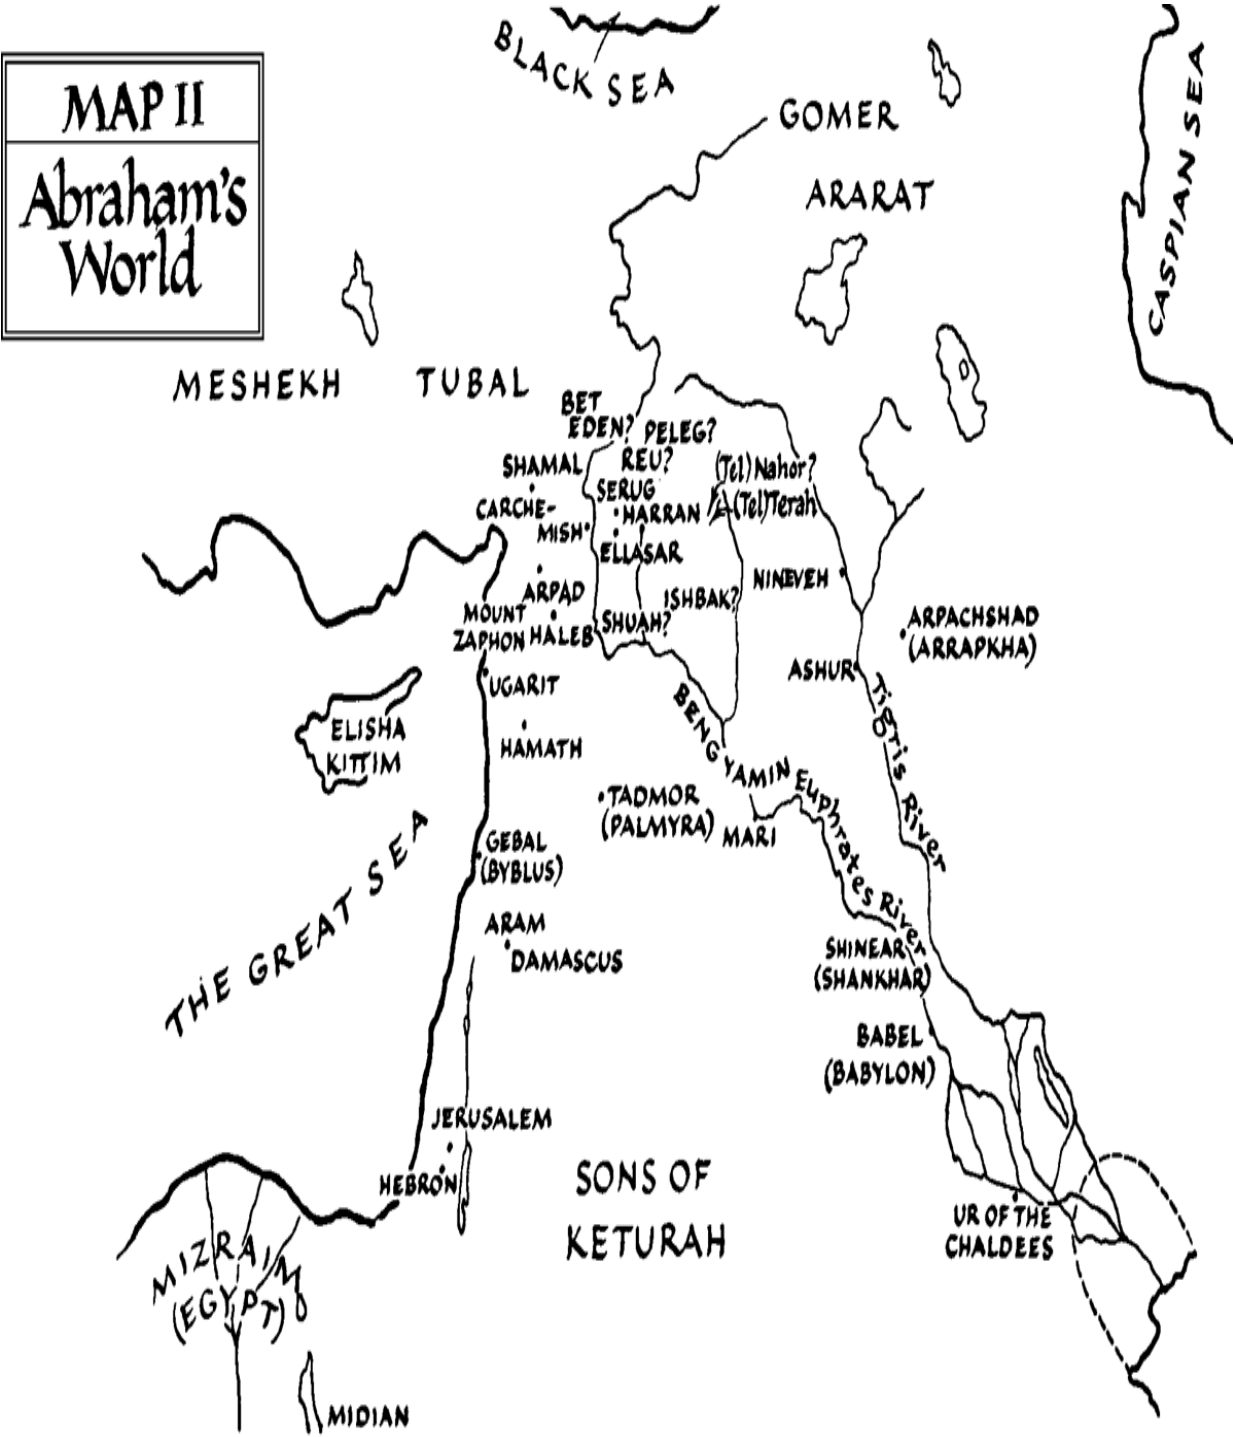 MAP II
Abraham's
World
BLACK SEA
GOMER
ARARAT
CASPIAN SEA
MESHEKH
TUBAL
BET
EDEN?
PELEG?
REU?
SHAMAL
SERUG
(Tel) Nahor?
(Tel) Terah
CARCHE-
MISH
HARRAN
ELLASAR
ARPAD
ISHBAK?
NINEVEH
MOUNT
ZAPHON
HALEB
SHUAH?
ARPACHSHAD
(ARRAPKHA)
ASHUR
UGARIT
ELISHA
KITTIM
HAMATH
BENG YAMIN
Tigris River
Euphrates River
TADMOR
(PALMYRA)
MARI
GEBAL
(BYBLUS)
THE GREAT SEA
ARAM
DAMASCUS
SHINEAR
(SHANKHAR)
BABEL
(BABYLON)
JERUSALEM
HEBRON
SONS OF
KETURAH
UR OF THE
CHALDEES
MIZRAIM
(EGYPT)
MIDIAN